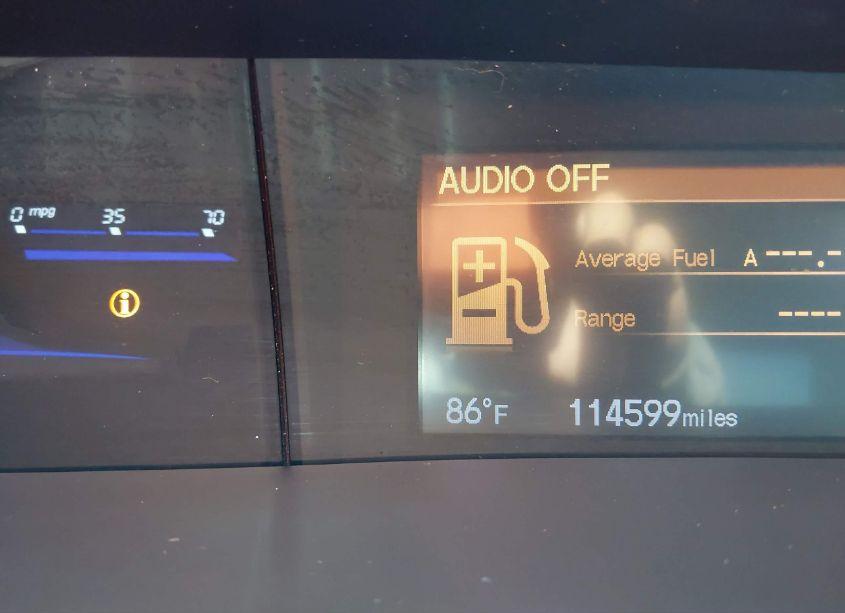 AUDIO OFF
0 mpg 35 70
Average Fuel A ---.-
i
Range ----
86°F 114599miles